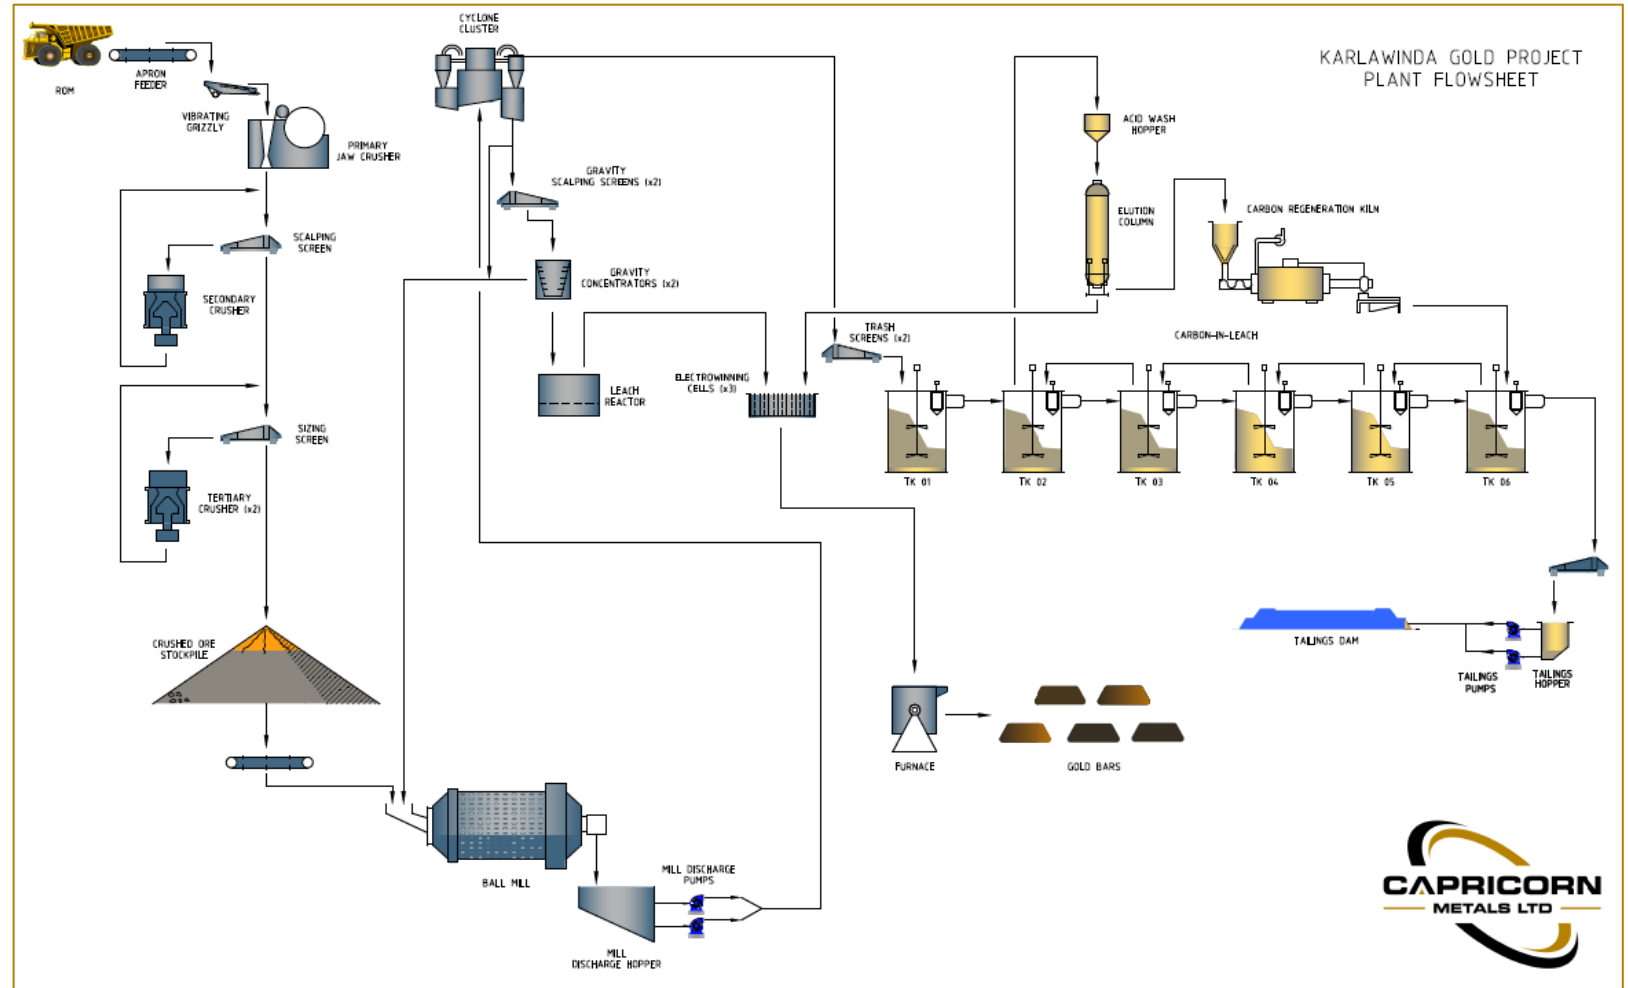 KARLAWINDA GOLD PROJECT
PLANT FLOWSHEET
ROM
APRON
FEEDER
VIBRATING
GRIZZLY
PRIMARY
JAW CRUSHER
SCALPING
SCREEN
SECONDARY
CRUSHER
SIZING
SCREEN
TERTIARY
CRUSHER (x2)
CRUSHED ORE
STOCKPILE
CYCLONE
CLUSTER
GRAVITY
SCALPING SCREENS (x2)
GRAVITY
CONCENTRATORS (x2)
LEACH
REACTOR
ELECTROWINNING
CELLS (x3)
TRASH
SCREENS (x2)
ACID WASH
HOPPER
ELUTION
COLUMN
CARBON REGENERATION KILN
CARBON-IN-LEACH
TK 01
TK 02
TK 03
TK 04
TK 05
TK 06
TAILINGS DAM
TAILINGS
PUMPS
TAILINGS
HOPPER
FURNACE
GOLD BARS
BALL MILL
MILL DISCHARGE
PUMPS
MILL
DISCHARGE HOPPER
CAPRICORN
METALS LTD